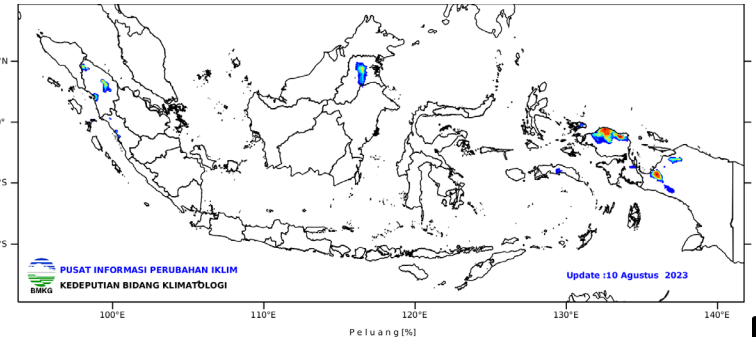 °N
°
°S
°S
PUSAT INFORMASI PERUBAHAN IKLIM
KEDEPUTIAN BIDANG KLIMATOLOGI
BMKG
Update :10 Agustus 2023
100°E 110°E 120°E 130°E 140°E
Peluang[%]